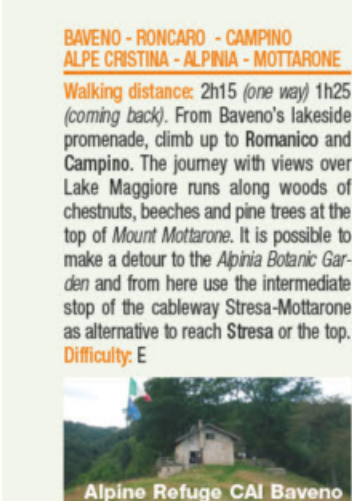 BAVENO - RONCARO - CAMPINO
ALPE CRISTINA - ALPINIA - MOTTARONE
Walking distance: 2h15 (one way) 1h25
(coming back). From Baveno's lakeside
promenade, climb up to Romanico and
Campino. The journey with views over
Lake Maggiore runs along woods of
chestnuts, beeches and pine trees at the
top of Mount Mottarone. It is possible to
make a detour to the Alpinia Botanic Gar-
den and from here use the intermediate
stop of the cableway Stresa-Mottarone
as alternative to reach Stresa or the top.
Difficulty: E
Alpine Refuge CAI Baveno